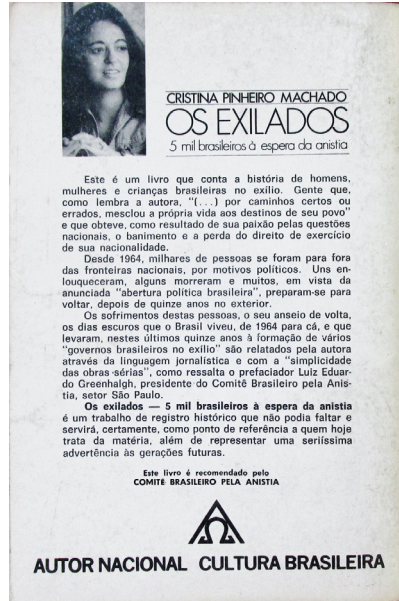 CRISTINA PINHEIRO MACHADO
OS EXILADOS
5 mil brasileiros à espera da anistia
Este é um livro que conta a história de homens,
mulheres e crianças brasileiras no exílio. Gente que,
como lembra a autora, "(...) por caminhos certos ou
errados, mesclou a própria vida aos destinos de seu povo"
e que obteve, como resultado de sua paixão pelas questões
nacionais, o banimento e a perda do direito de exercício
de sua nacionalidade.
Desde 1964, milhares de pessoas se foram para fora
das fronteiras nacionais, por motivos políticos. Uns en-
louqueceram, alguns morreram e muitos, em vista da
anunciada "abertura política brasileira", preparam-se para
voltar, depois de quinze anos no exterior.
Os sofrimentos destas pessoas, o seu anseio de volta,
os dias escuros que o Brasil viveu, de 1964 para cá, e que
levaram, nestes últimos quinze anos à formação de vários
"governos brasileiros no exílio" são relatados pela autora
através da linguagem jornalística e com a "simplicidade
das obras sérias", como ressalta o prefaciador Luiz Eduar-
do Greenhalgh, presidente do Comitê Brasileiro pela Anis-
tia, setor São Paulo.
Os exilados — 5 mil brasileiros à espera da anistia
é um trabalho de registro histórico que não podia faltar e
servirá, certamente, como ponto de referência a quem hoje
trata da matéria, além de representar uma seriíssima
advertência às gerações futuras.
Este livro é recomendado pelo
COMITÊ BRASILEIRO PELA ANISTIA
AUTOR NACIONAL CULTURA BRASILEIRA